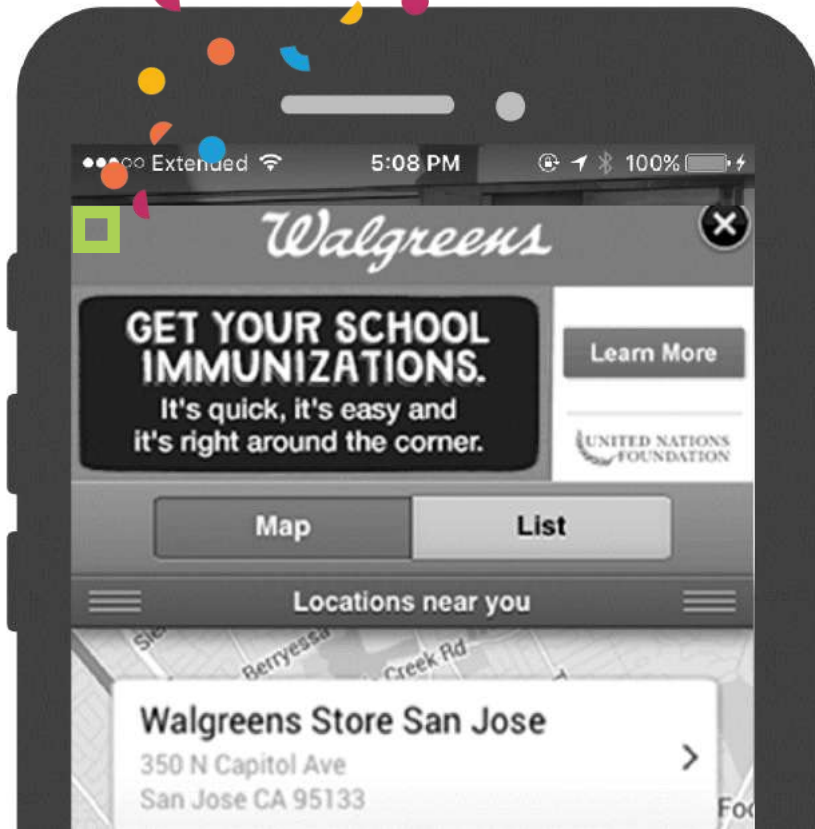 Extended 5:08 PM 100%
Walgreens
GET YOUR SCHOOL
IMMUNIZATIONS.
It's quick, it's easy and
it's right around the corner.
Learn More
UNITED NATIONS
FOUNDATION
Map List
Locations near you
Berryessa
Creek Rd
Walgreens Store San Jose
350 N Capitol Ave
San Jose CA 95133